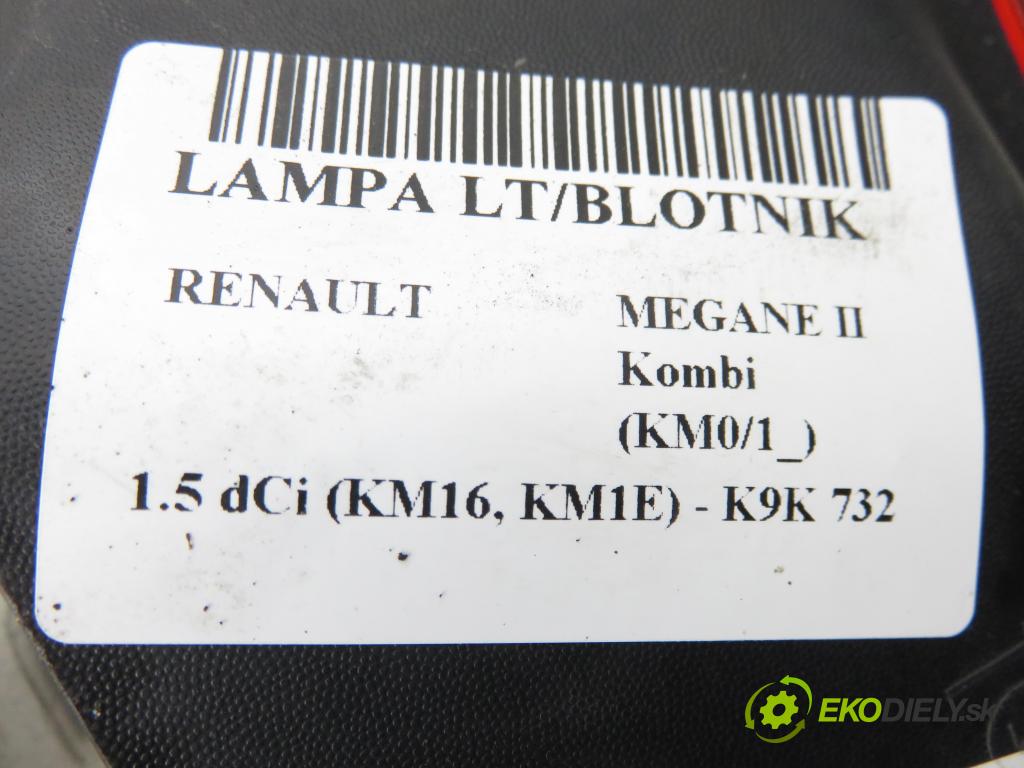 LAMPA LT/BLOTNIK
RENAULT
MEGANE II
Kombi
(KM0/1_)
1.5 dCi (KM16, KM1E) - K9K 732
EKODIELY.sk